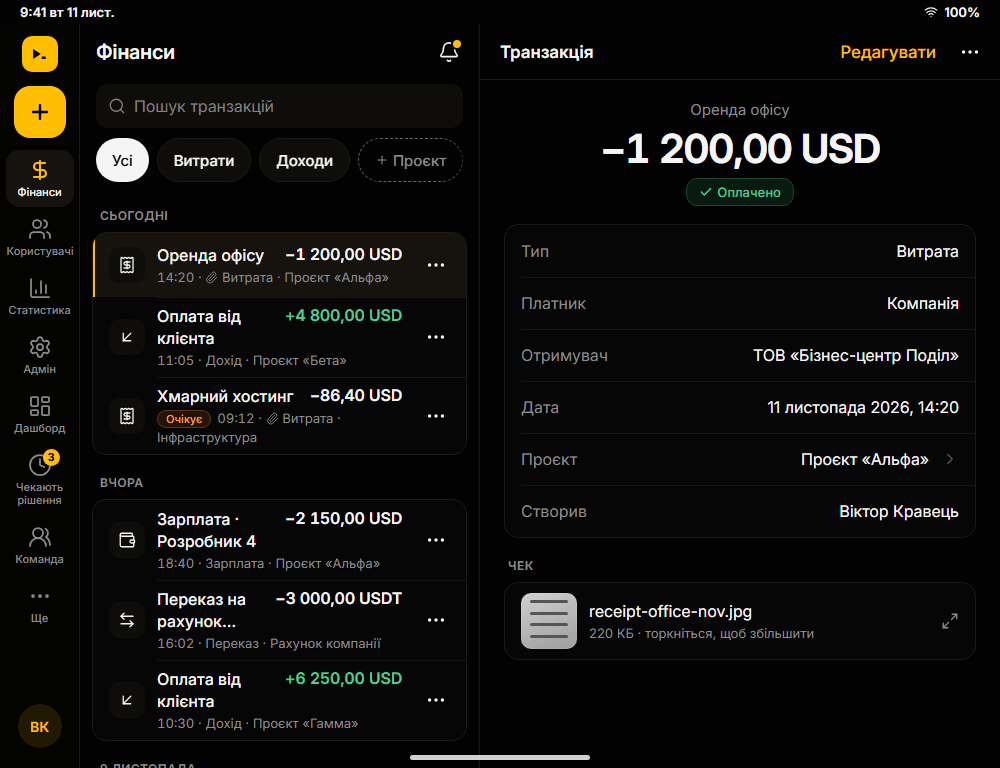 9:41 вт 11 лист.
100%
Фінанси
Транзакція
Редагувати
Пошук транзакцій
Усі
Витрати
Доходи
+ Проєкт
Фінанси
Користувачі
Статистика
Адмін
Дашборд
3
Чекають
рішення
Команда
Ще
ВК
СЬОГОДНІ
Оренда офісу −1 200,00 USD
14:20 · Витрата · Проєкт «Альфа»
Оплата від
клієнта
+4 800,00 USD
11:05 · Дохід · Проєкт «Бета»
Хмарний хостинг −86,40 USD
Очікує 09:12 · Витрата ·
Інфраструктура
ВЧОРА
Зарплата ·
Розробник 4
−2 150,00 USD
18:40 · Зарплата · Проєкт «Альфа»
Переказ на
рахунок...
−3 000,00 USDT
16:02 · Переказ · Рахунок компанії
Оплата від
клієнта
+6 250,00 USD
10:30 · Дохід · Проєкт «Гамма»
Оренда офісу
−1 200,00 USD
Оплачено
Тип Витрата
Платник Компанія
Отримувач ТОВ «Бізнес-центр Поділ»
Дата 11 листопада 2026, 14:20
Проєкт Проєкт «Альфа»
Створив Віктор Кравець
ЧЕК
receipt-office-nov.jpg
220 КБ · торкніться, щоб збільшити